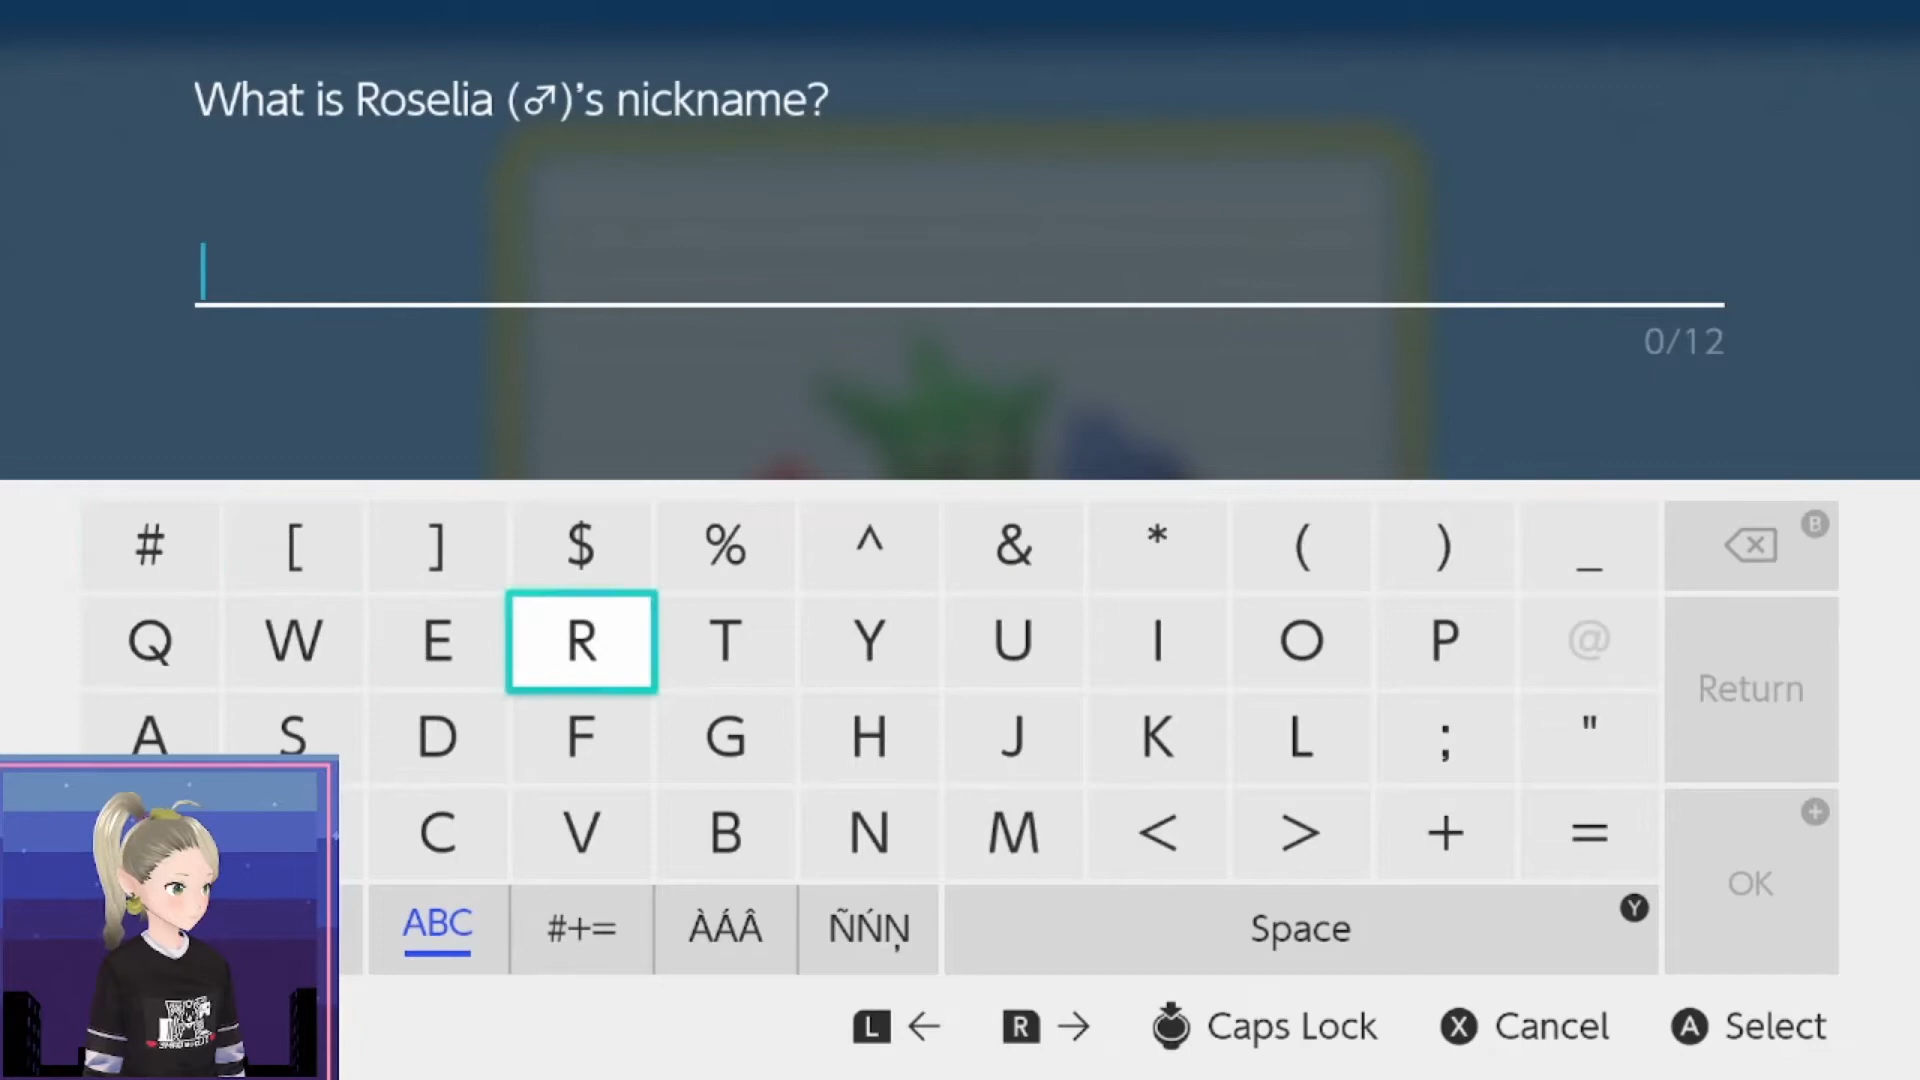 What is Roselia (♂)'s nickname?
0/12
# [ ] $ % ^ & * ( ) _ B
Q W E R T Y U I O P @ Return
A S D F G H J K L ; "
C V B N M < > + = + OK
ABC #+= ÀÁÂ ÑŃŅ Space Y
L ← R → Caps Lock X Cancel A Select